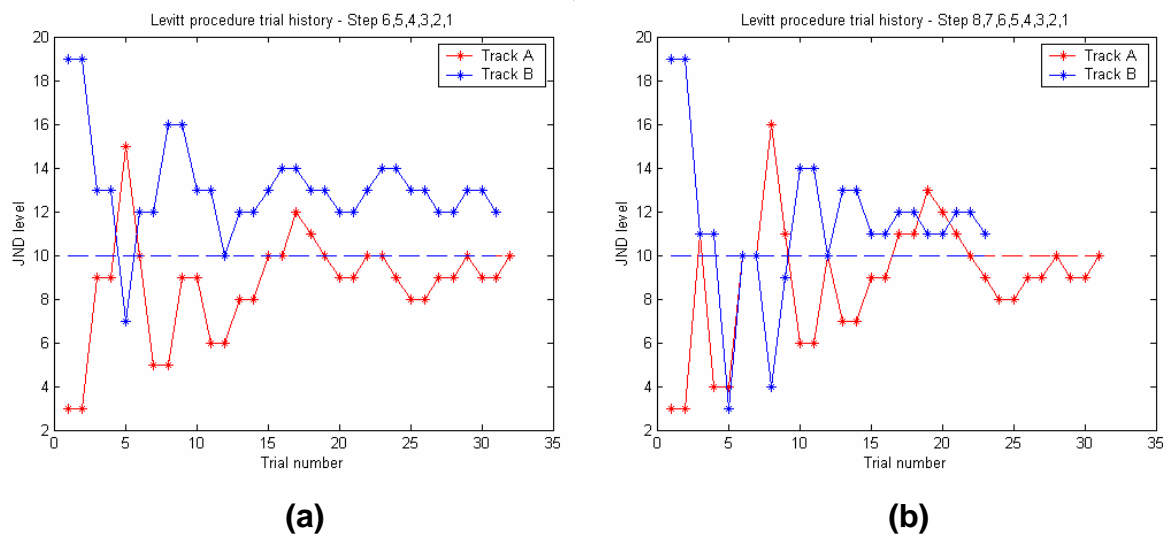 Levitt procedure trial history - Step 6,5,4,3,2,1
20
18
16
14
12
10
8
6
4
2
JND level
Track A
Track B
0 5 10 15 20 25 30 35
Trial number
(a)
Levitt procedure trial history - Step 8,7,6,5,4,3,2,1
20
18
16
14
12
10
8
6
4
2
JND level
Track A
Track B
0 5 10 15 20 25 30 35
Trial number
(b)